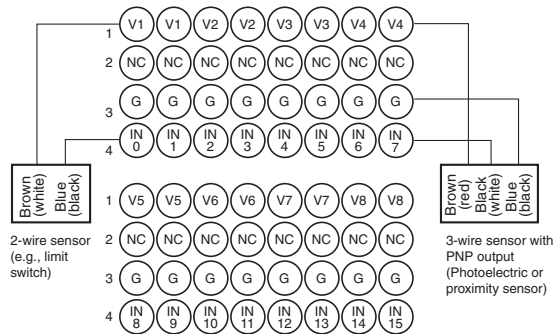 1 V1 V1 V2 V2 V3 V3 V4 V4
2 NC NC NC NC NC NC NC NC
3 G G G G G G G G
4 IN 0 IN 1 IN 2 IN 3 IN 4 IN 5 IN 6 IN 7
Brown (white)
Blue (black)
2-wire sensor
(e.g., limit
switch)
Brown (red)
Black (white)
Blue (black)
3-wire sensor with
PNP output
(Photoelectric or
proximity sensor)
1 V5 V5 V6 V6 V7 V7 V8 V8
2 NC NC NC NC NC NC NC NC
3 G G G G G G G G
4 IN 8 IN 9 IN 10 IN 11 IN 12 IN 13 IN 14 IN 15